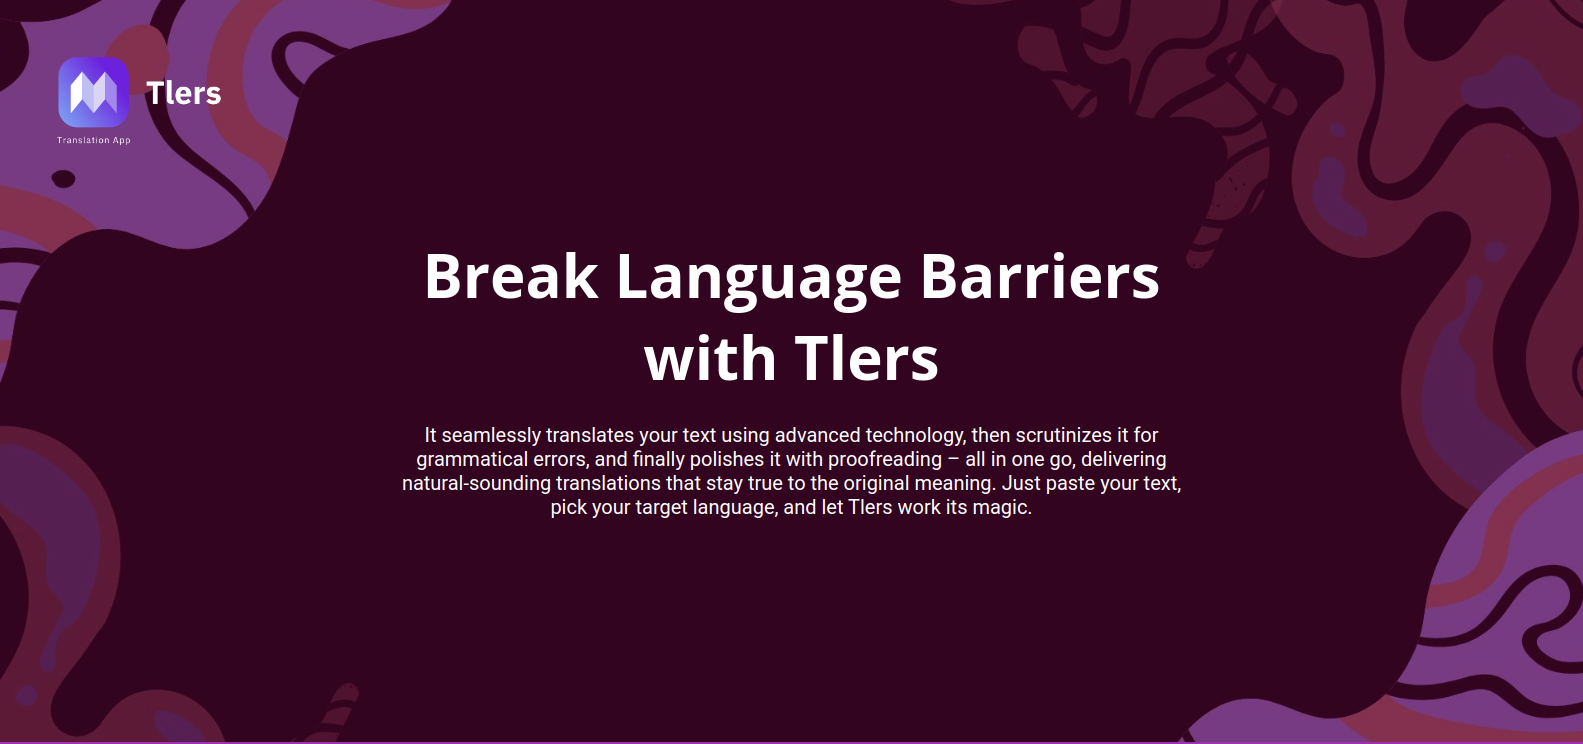 Tlers
Translation App
Break Language Barriers
with Tlers
It seamlessly translates your text using advanced technology, then scrutinizes it for
grammatical errors, and finally polishes it with proofreading – all in one go, delivering
natural-sounding translations that stay true to the original meaning. Just paste your text,
pick your target language, and let Tlers work its magic.